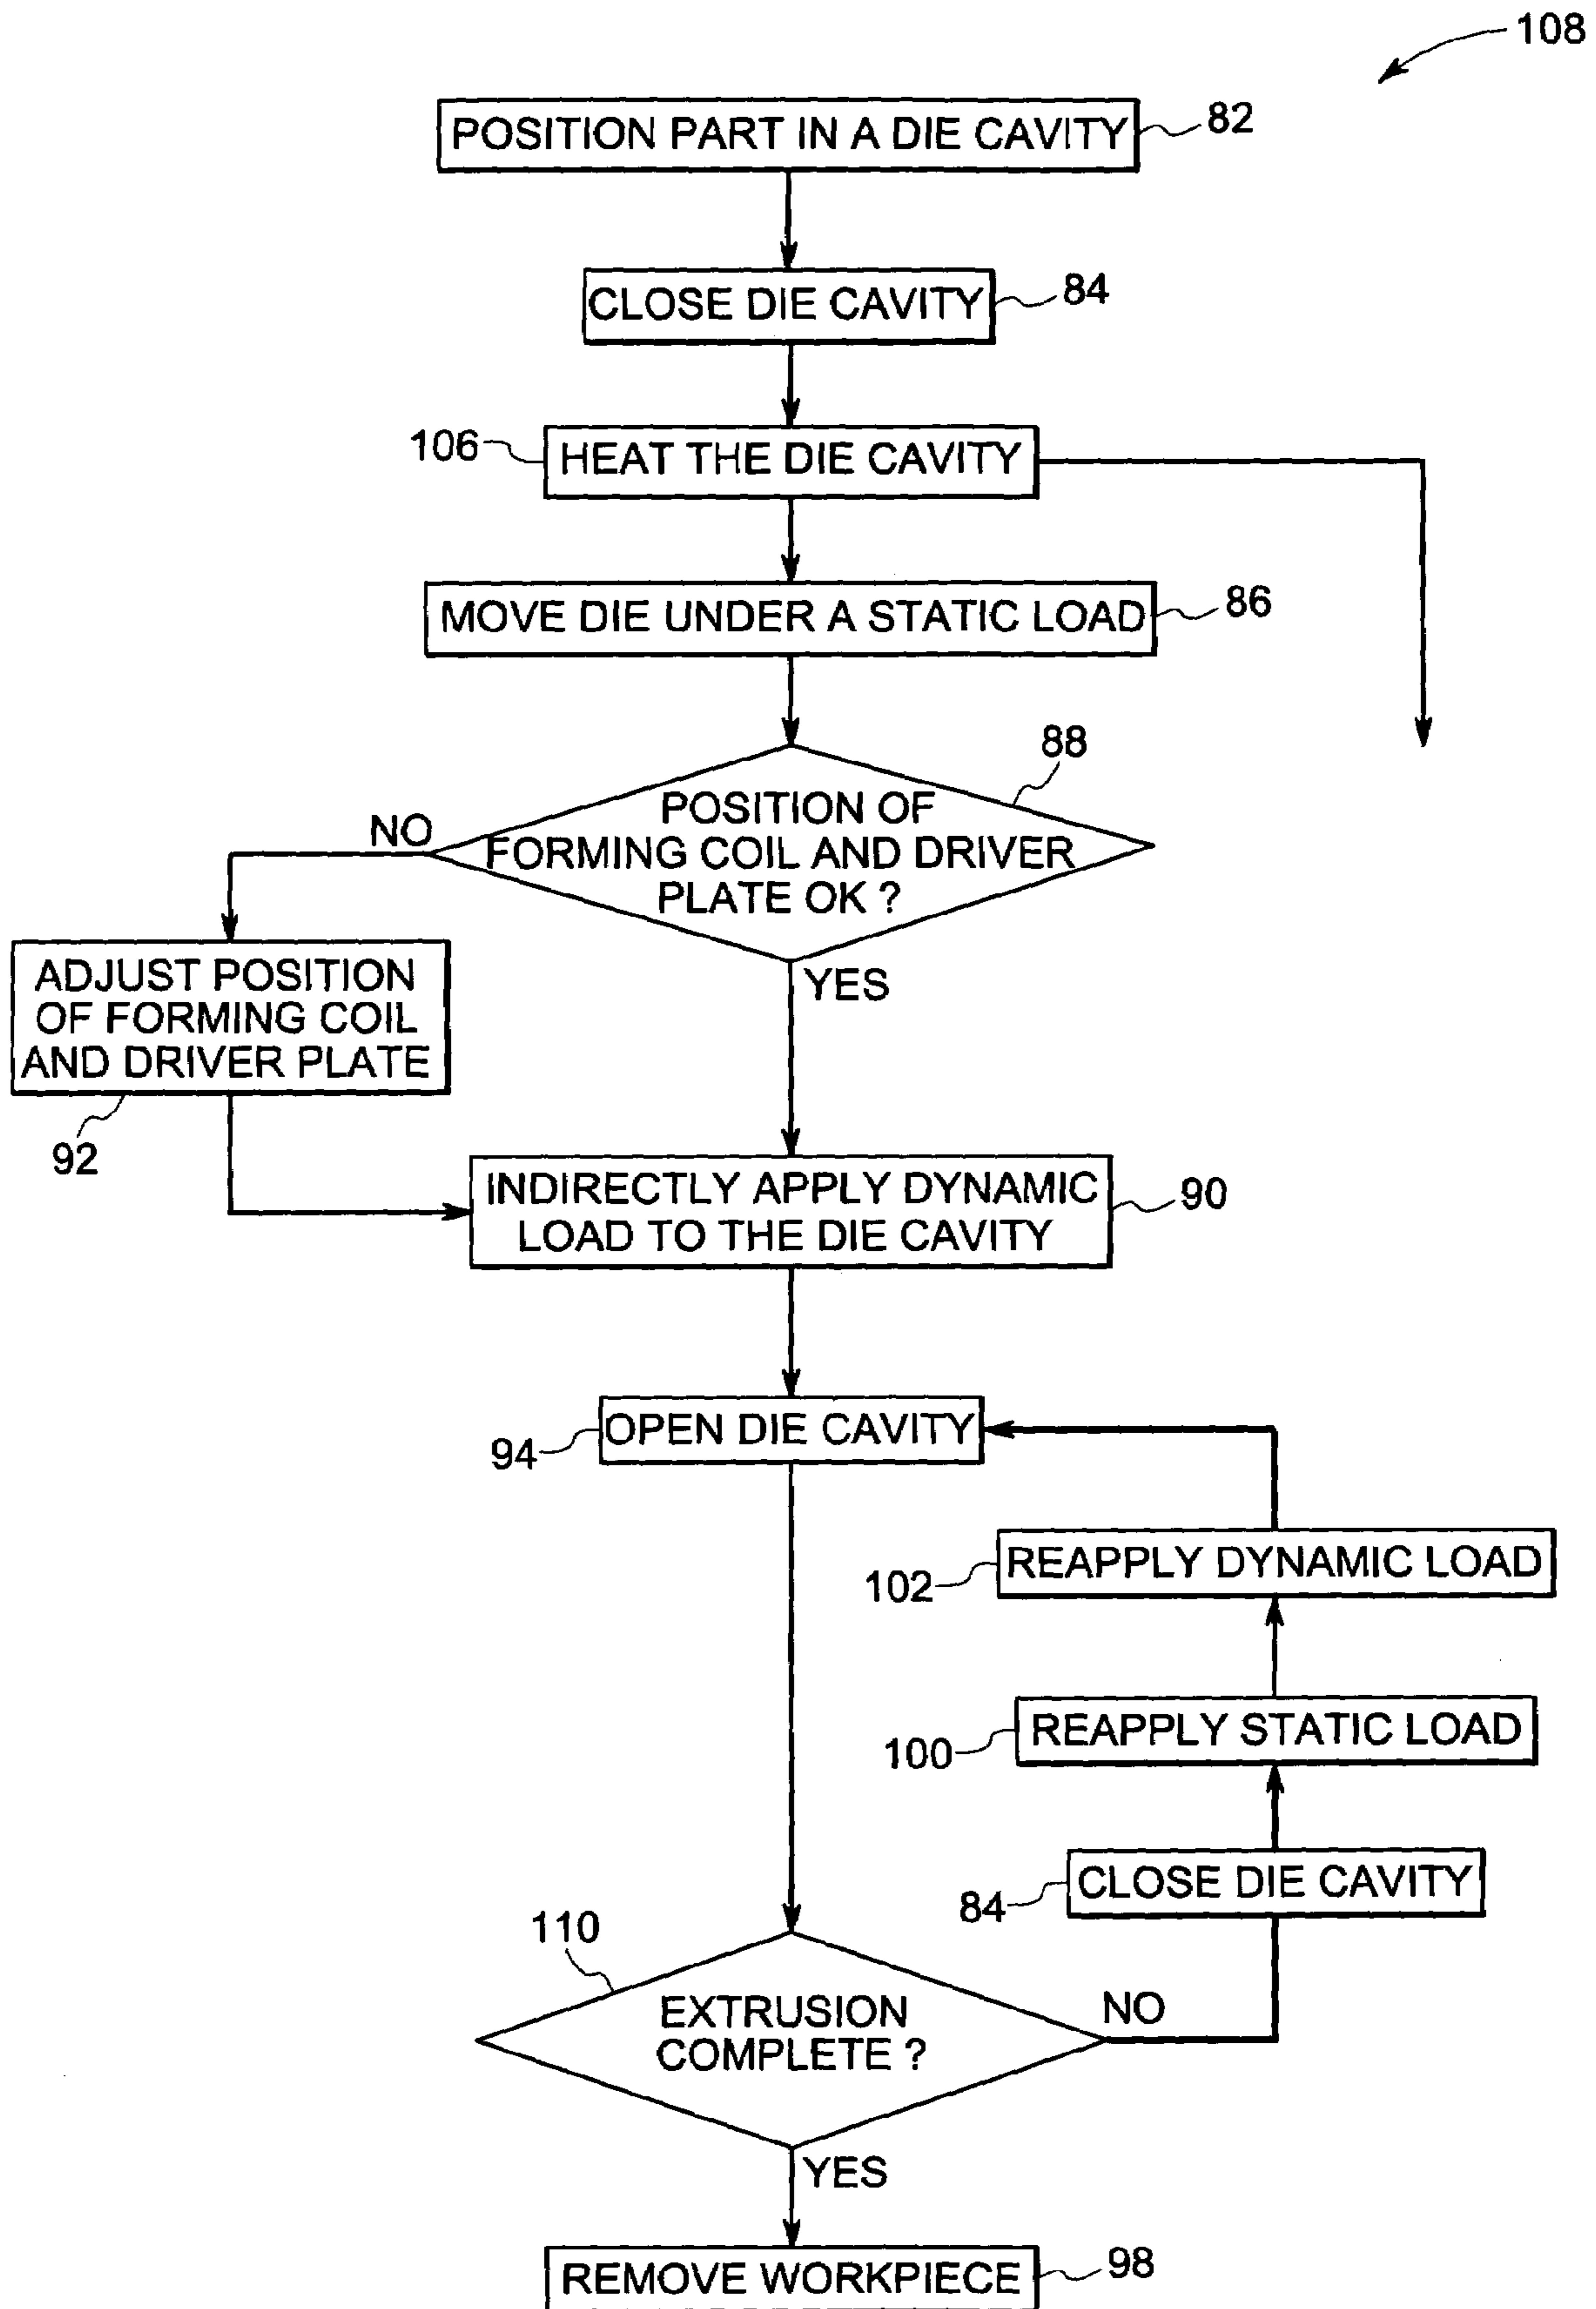 108
POSITION PART IN A DIE CAVITY
82
CLOSE DIE CAVITY
84
106
HEAT THE DIE CAVITY
MOVE DIE UNDER A STATIC LOAD
86
88
POSITION OF
FORMING COIL AND DRIVER
PLATE OK ?
NO
YES
ADJUST POSITION
OF FORMING COIL
AND DRIVER PLATE
92
INDIRECTLY APPLY DYNAMIC
LOAD TO THE DIE CAVITY
90
94
OPEN DIE CAVITY
102
REAPPLY DYNAMIC LOAD
100
REAPPLY STATIC LOAD
84
CLOSE DIE CAVITY
110
EXTRUSION
COMPLETE ?
NO
YES
REMOVE WORKPIECE
98